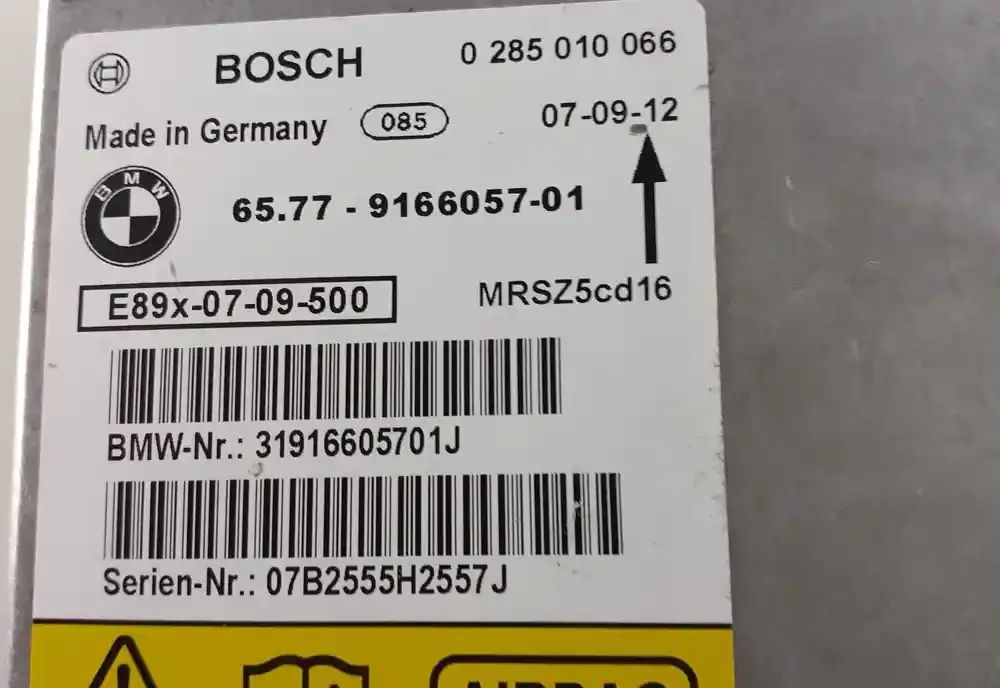 BOSCH 0 285 010 066
Made in Germany 085 07-09-12
BMW
65.77 - 9166057-01
E89x-07-09-500 MRSZ5cd16
BMW-Nr.: 31916605701J
Serien-Nr.: 07B2555H2557J
AIRBAG